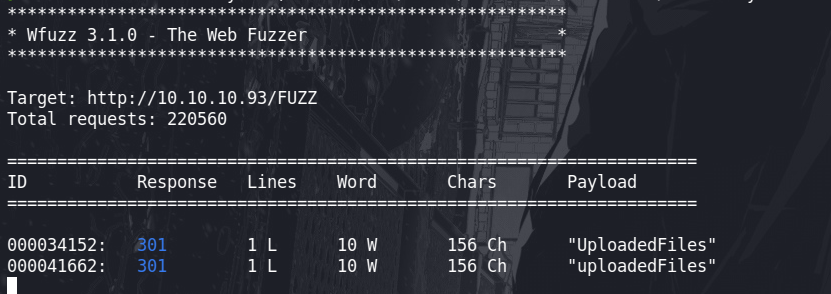 ********************************************************
* Wfuzz 3.1.0 - The Web Fuzzer                         *
********************************************************
Target: http://10.10.10.93/FUZZ
Total requests: 220560
=====================================================================
ID           Response   Lines    Word       Chars       Payload
=====================================================================
000034152:   301        1 L      10 W       156 Ch      "UploadedFiles"
000041662:   301        1 L      10 W       156 Ch      "uploadedFiles"